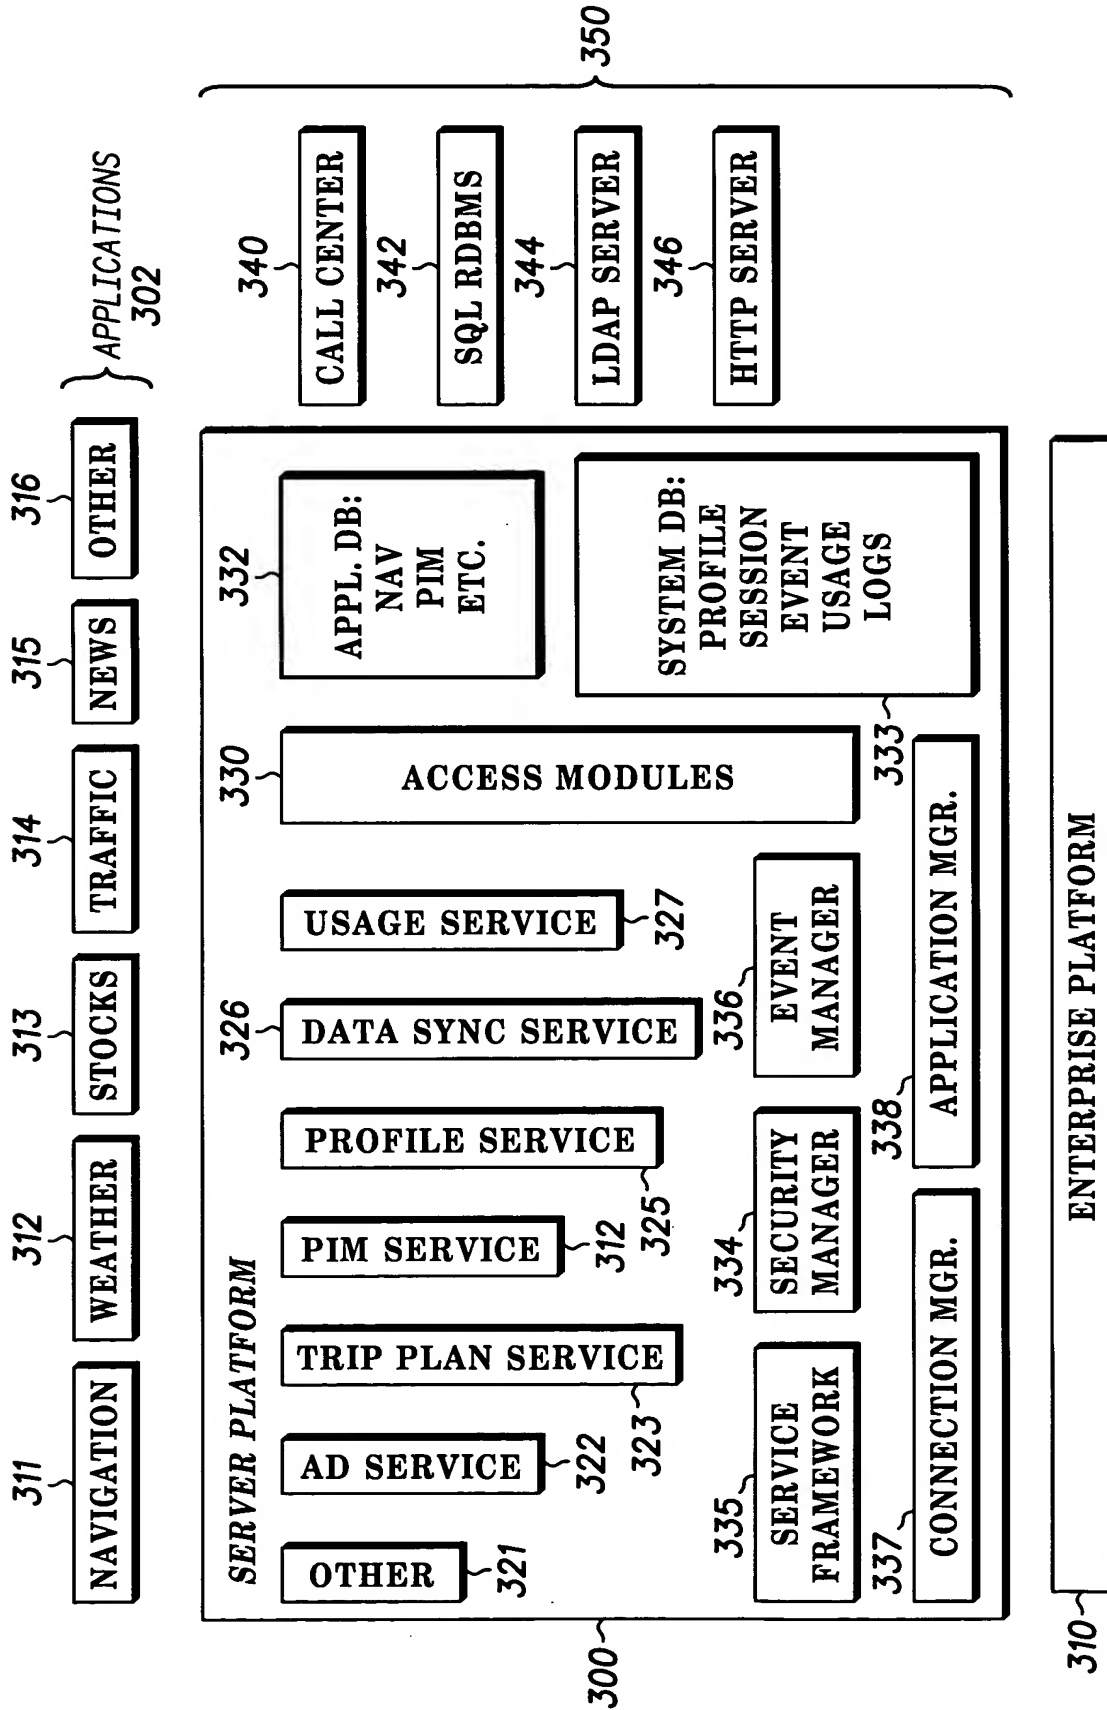 311
312
313
314
315
316
NAVIGATION
WEATHER
STOCKS
TRAFFIC
NEWS
OTHER
APPLICATIONS
302
SERVER PLATFORM
300
OTHER
321
AD SERVICE
322
TRIP PLAN SERVICE
323
PIM SERVICE
312
PROFILE SERVICE
325
326
DATA SYNC SERVICE
USAGE SERVICE
327
330
ACCESS MODULES
332
APPL. DB:
NAV
PIM
ETC.
SYSTEM DB:
PROFILE
SESSION
EVENT
USAGE
LOGS
333
335
SERVICE
FRAMEWORK
334
SECURITY
MANAGER
336
EVENT
MANAGER
337
CONNECTION MGR.
338
APPLICATION MGR.
340
CALL CENTER
342
SQL RDBMS
344
LDAP SERVER
346
HTTP SERVER
350
310
ENTERPRISE PLATFORM